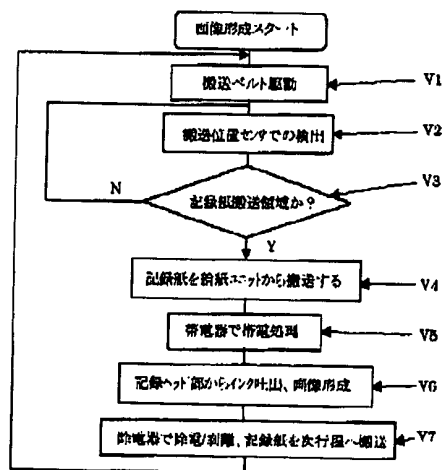 画像形成スタート
搬送ベルト駆動
V1
搬送位置センサでの検出
V2
記録紙搬送領域か?
V3
N
Y
記録紙を給紙ユニットから搬送する
V4
帯電器で帯電処理
V5
記録ヘッド部からインク吐出、画像形成
V6
除電器で除電/剥離、記録紙を次行程へ搬送
V7